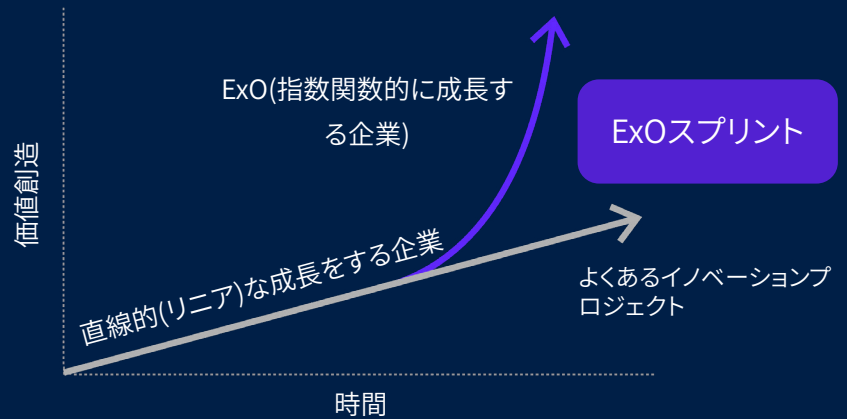 ExO(指数関数的に成長す
る企業)
ExOスプリント
価値創造
直線的(リニア)な成長をする企業
よくあるイノベーションプ
ロジェクト
時間